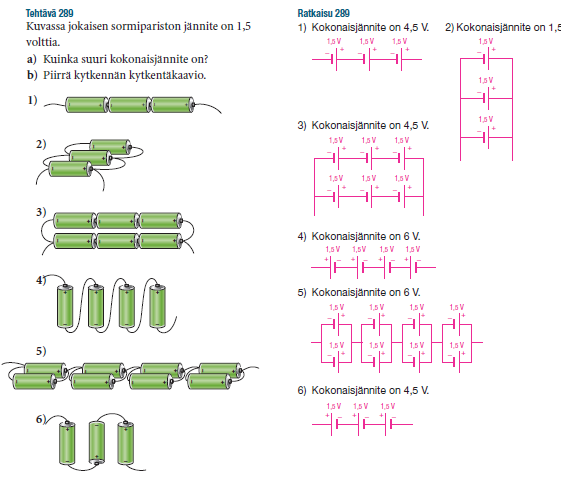 Tehtävä 289
Kuvassa jokaisen sormipariston jännite on 1,5
volttia.
a) Kuinka suuri kokonaisjännite on?
b) Piirrä kytkennän kytkentäkaavio.
1)
2)
3)
4)
5)
6)
Ratkaisu 289
1) Kokonaisjännite on 4,5 V.
1,5 V 1,5 V 1,5 V
2) Kokonaisjännite on 1,5
1,5 V
1,5 V
1,5 V
3) Kokonaisjännite on 4,5 V.
1,5 V 1,5 V 1,5 V
1,5 V 1,5 V 1,5 V
4) Kokonaisjännite on 6 V.
1,5 V 1,5 V 1,5 V 1,5 V
5) Kokonaisjännite on 6 V.
1,5 V 1,5 V 1,5 V 1,5 V
1,5 V 1,5 V 1,5 V 1,5 V
6) Kokonaisjännite on 4,5 V.
1,5 V 1,5 V 1,5 V